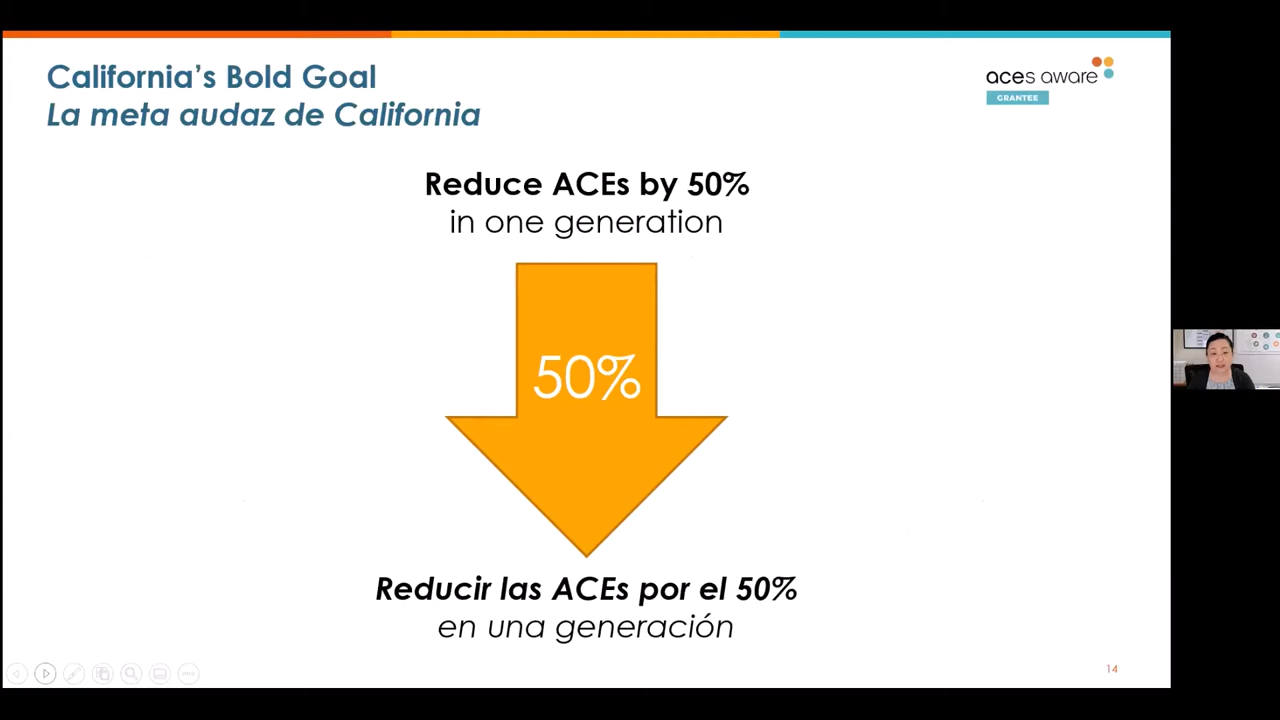 California's Bold Goal
La meta audaz de California
aces aware
GRANTEE
Reduce ACEs by 50%
in one generation
50%
Reducir las ACEs por el 50%
en una generación
14